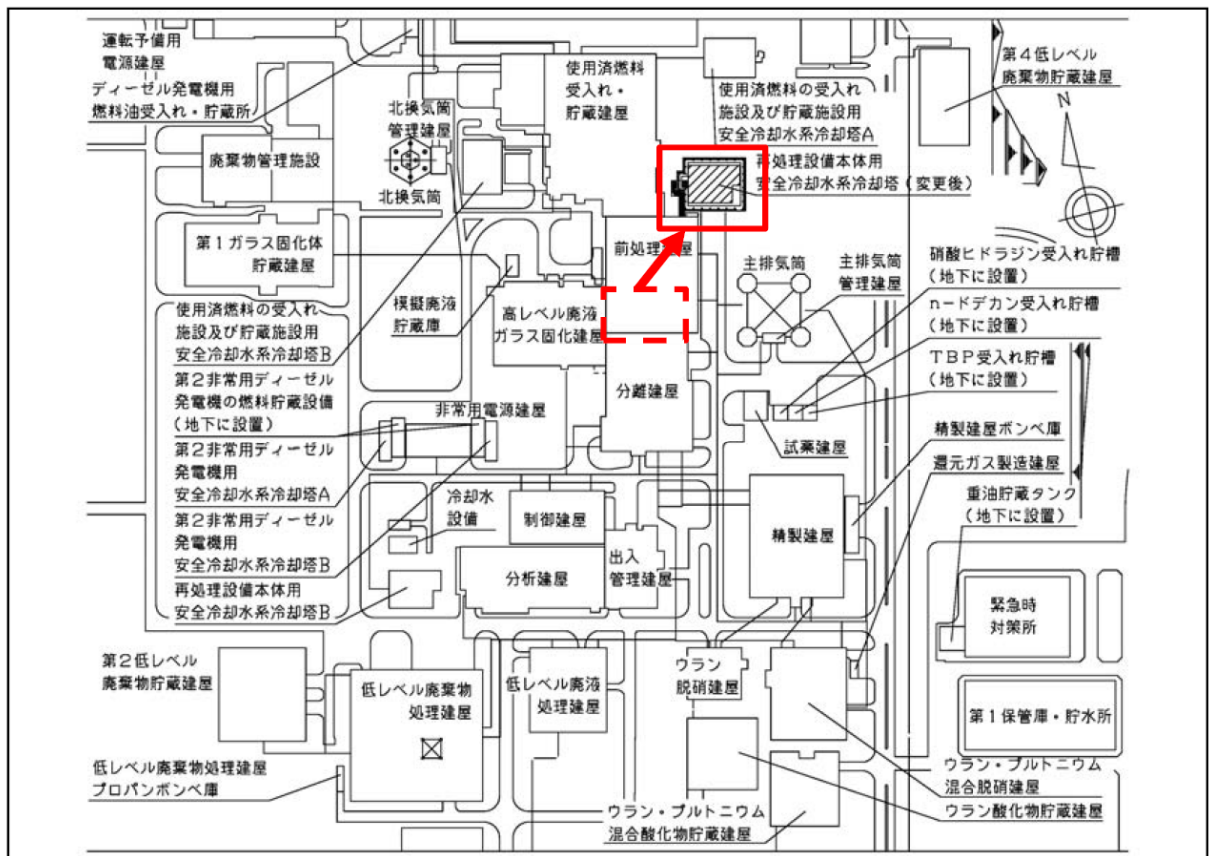 運転予備用
電源建屋
ディーゼル発電機用
燃料油受入れ・貯蔵所
使用済燃料
受入れ・
貯蔵建屋
使用済燃料の受入れ
施設及び貯蔵施設用
安全冷却水系冷却塔A
第4低レベル
廃棄物貯蔵建屋
N
北換気筒
管理建屋
廃棄物管理施設
北換気筒
再処理設備本体用
安全冷却水系冷却塔(変更後)
第1ガラス固化体
貯蔵建屋
前処理建屋
主排気筒
主排気筒
管理建屋
硝酸ヒドラジン受入れ貯槽
(地下に設置)
n-ドデカン受入れ貯槽
(地下に設置)
TBP受入れ貯槽
(地下に設置)
模擬廃液
貯蔵庫
高レベル廃液
ガラス固化建屋
使用済燃料の受入れ
施設及び貯蔵施設用
安全冷却水系冷却塔B
第2非常用ディーゼル
発電機の燃料貯蔵設備
(地下に設置)
非常用電源建屋
分離建屋
試薬建屋
精製建屋ボンベ庫
還元ガス製造建屋
重油貯蔵タンク
(地下に設置)
第2非常用ディーゼル
発電機用
安全冷却水系冷却塔A
冷却水
設備
制御建屋
精製建屋
第2非常用ディーゼル
発電機用
安全冷却水系冷却塔B
分析建屋
出入
管理建屋
再処理設備本体用
安全冷却水系冷却塔B
緊急時
対策所
第2低レベル
廃棄物貯蔵建屋
低レベル廃棄物
処理建屋
低レベル廃液
処理建屋
ウラン
脱硝建屋
第1保管庫・貯水所
低レベル廃棄物処理建屋
プロパンボンベ庫
ウラン・プルトニウム
混合脱硝建屋
ウラン酸化物貯蔵建屋
ウラン・プルトニウム
混合酸化物貯蔵建屋